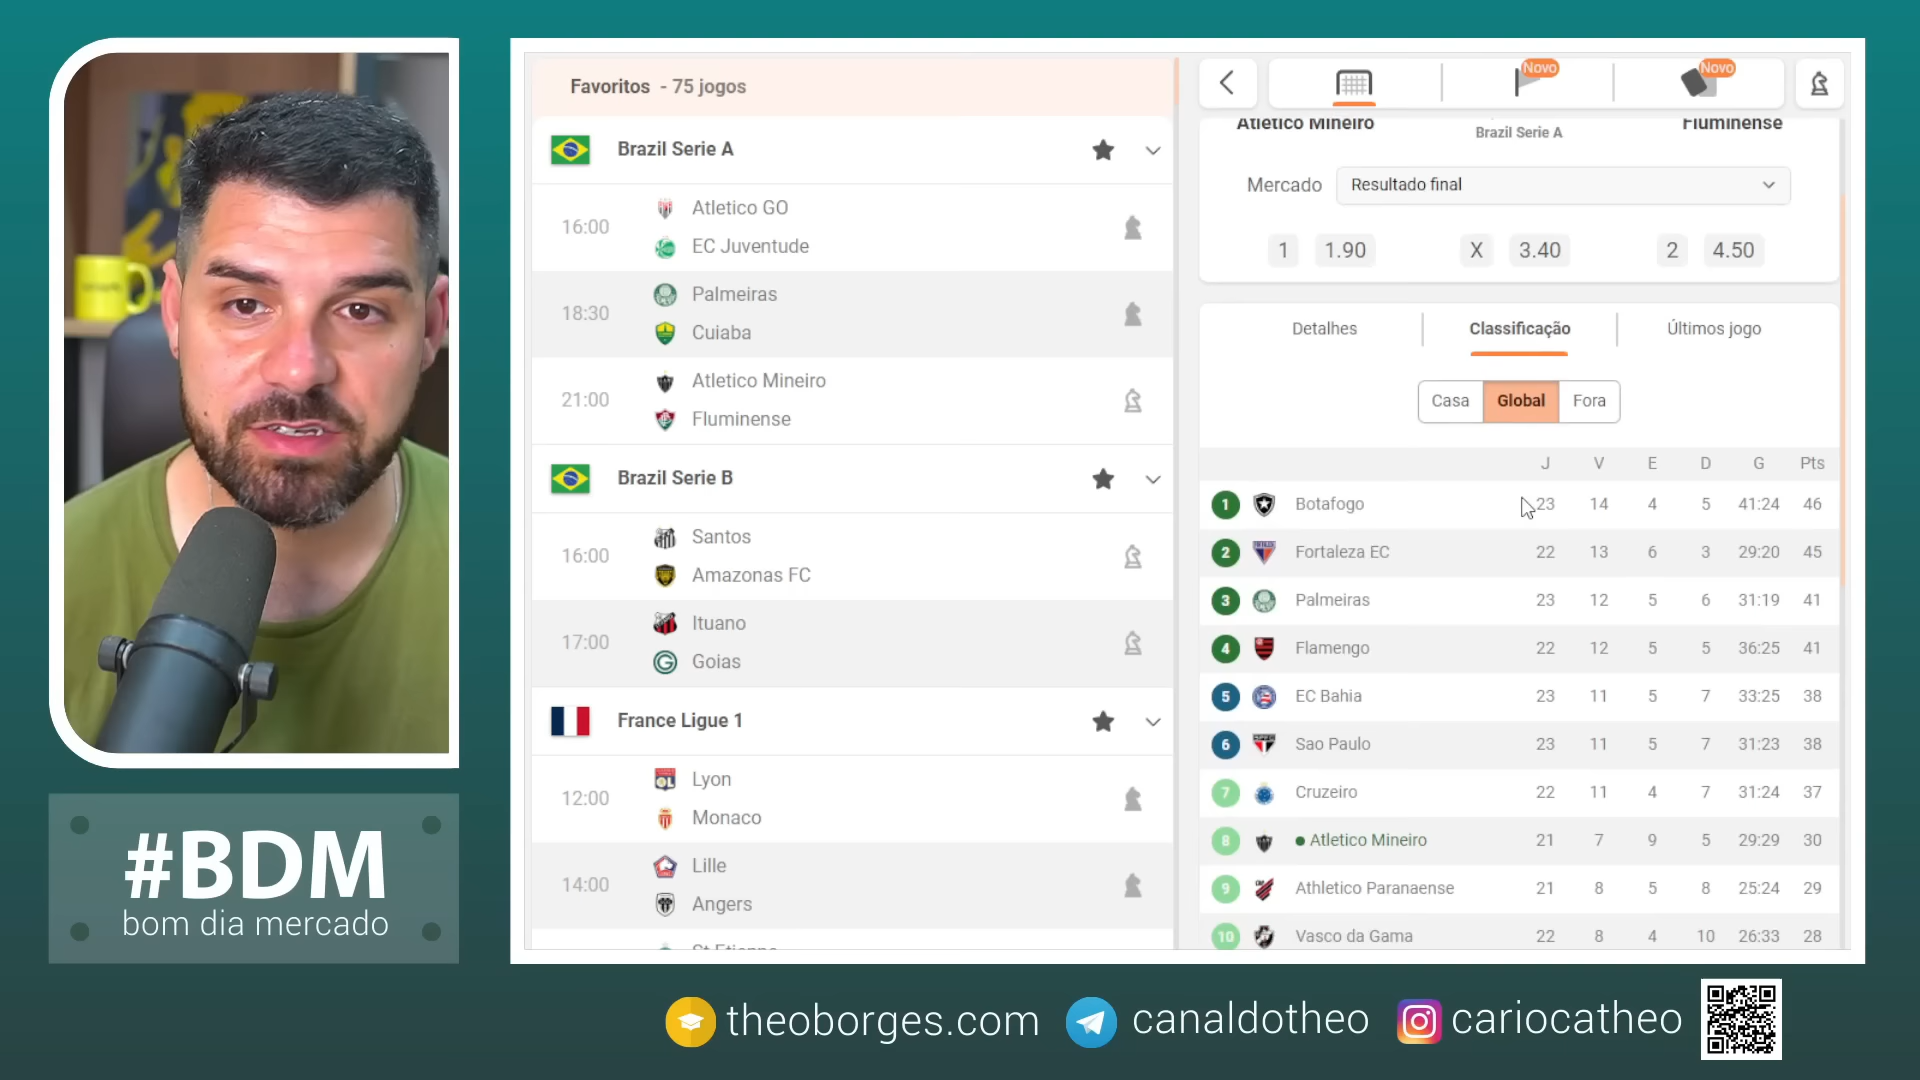 #BDM
bom dia mercado
Favoritos - 75 jogos
Brazil Serie A
16:00
Atletico GO
EC Juventude
18:30
Palmeiras
Cuiaba
21:00
Atletico Mineiro
Fluminense
Brazil Serie B
16:00
Santos
Amazonas FC
17:00
Ituano
Goias
France Ligue 1
12:00
Lyon
Monaco
14:00
Lille
Angers
St Etienne
Novo
Novo
Atletico Mineiro
Brazil Serie A
Fluminense
Mercado Resultado final
1 1.90 X 3.40 2 4.50
Detalhes Classificação Últimos jogo
Casa Global Fora
J V E D G Pts
1 Botafogo 23 14 4 5 41:24 46
2 Fortaleza EC 22 13 6 3 29:20 45
3 Palmeiras 23 12 5 6 31:19 41
4 Flamengo 22 12 5 5 36:25 41
5 EC Bahia 23 11 5 7 33:25 38
6 Sao Paulo 23 11 5 7 31:23 38
7 Cruzeiro 22 11 4 7 31:24 37
8 Atletico Mineiro 21 7 9 5 29:29 30
9 Athletico Paranaense 21 8 5 8 25:24 29
10 Vasco da Gama 22 8 4 10 26:33 28
theoborges.com canaldotheo cariocatheo